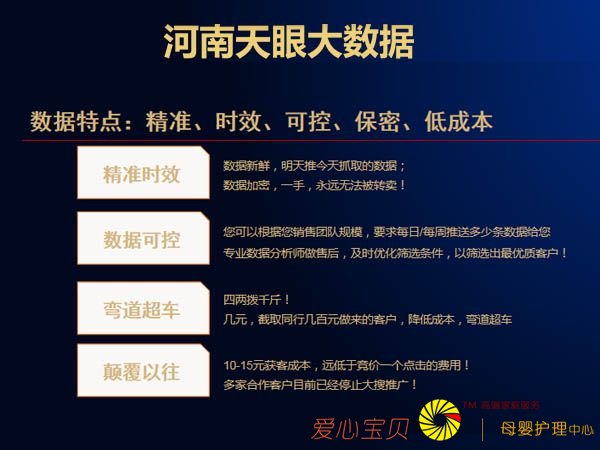 河南天眼大数据
数据特点：精准、时效、可控、保密、低成本
精准时效
数据新鲜，明天推今天抓取的数据；
数据加密，一手，永远无法被转卖！
数据可控
您可以根据您销售团队规模，要求每日/每周推送多少条数据给您
专业数据分析师做售后，及时优化筛选条件，以筛选出最优质客户！
弯道超车
四两拨千斤！
几元，截取同行几百元做来的客户，降低成本，弯道超车
颠覆以往
10-15元获客成本，远低于竞价一个点击的费用！
多家合作客户目前已经停止大搜推广！
TM 高端家庭服务
爱心宝贝
母婴护理中心